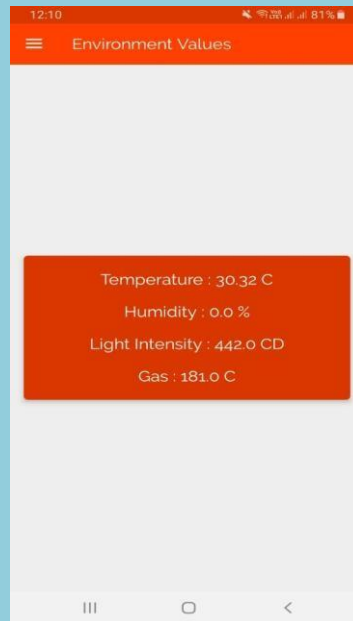 12:10 81%
Environment Values
Temperature : 30.32 C
Humidity : 0.0 %
Light Intensity : 442.0 CD
Gas : 181.0 C